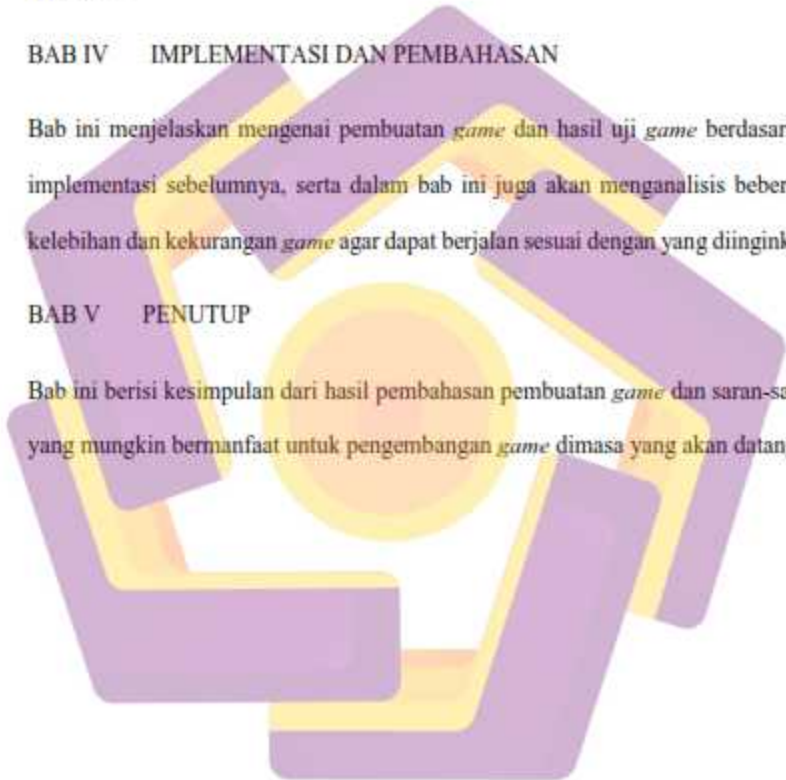 BAB IV IMPLEMENTASI DAN PEMBAHASAN
Bab ini menjelaskan mengenai pembuatan game dan hasil uji game berdasar
implementasi sebelumnya, serta dalam bab ini juga akan menganalisis beber
kelebihan dan kekurangan game agar dapat berjalan sesuai dengan yang diingink
BAB V PENUTUP
Bab ini berisi kesimpulan dari hasil pembahasan pembuatan game dan saran-sa
yang mungkin bermanfaat untuk pengembangan game dimasa yang akan datan